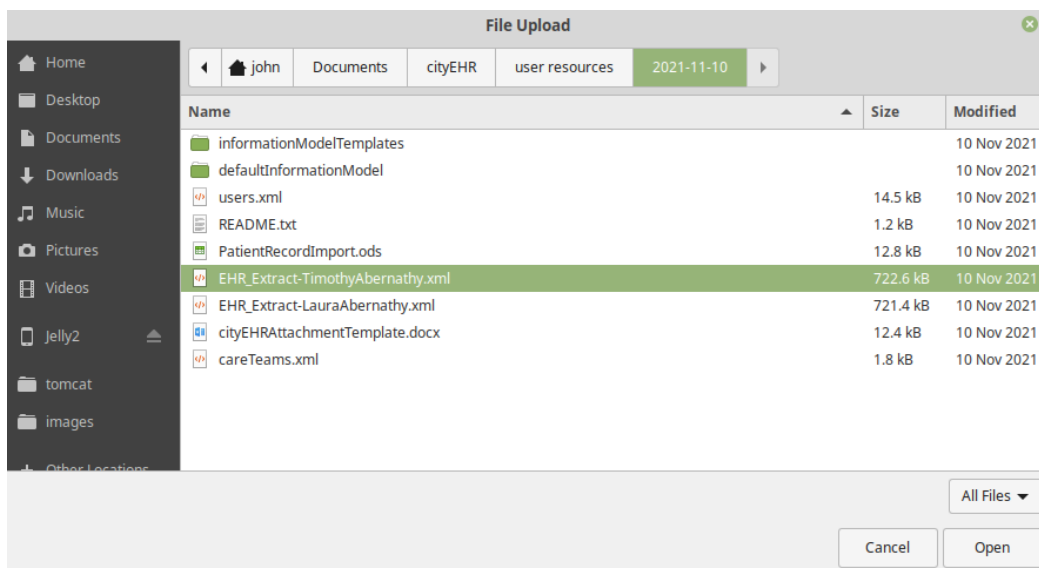 File Upload
Home
Desktop
Documents
Downloads
Music
Pictures
Videos
Jelly2
tomcat
images
Other Locations
john Documents cityEHR user resources 2021-11-10
Name Size Modified
informationModelTemplates 10 Nov 2021
defaultInformationModel 10 Nov 2021
users.xml 14.5 kB 10 Nov 2021
README.txt 1.2 kB 10 Nov 2021
PatientRecordImport.ods 12.8 kB 10 Nov 2021
EHR_Extract-TimothyAbernathy.xml 722.6 kB 10 Nov 2021
EHR_Extract-LauraAbernathy.xml 721.4 kB 10 Nov 2021
cityEHRAttachmentTemplate.docx 12.4 kB 10 Nov 2021
careTeams.xml 1.8 kB 10 Nov 2021
All Files
Cancel Open